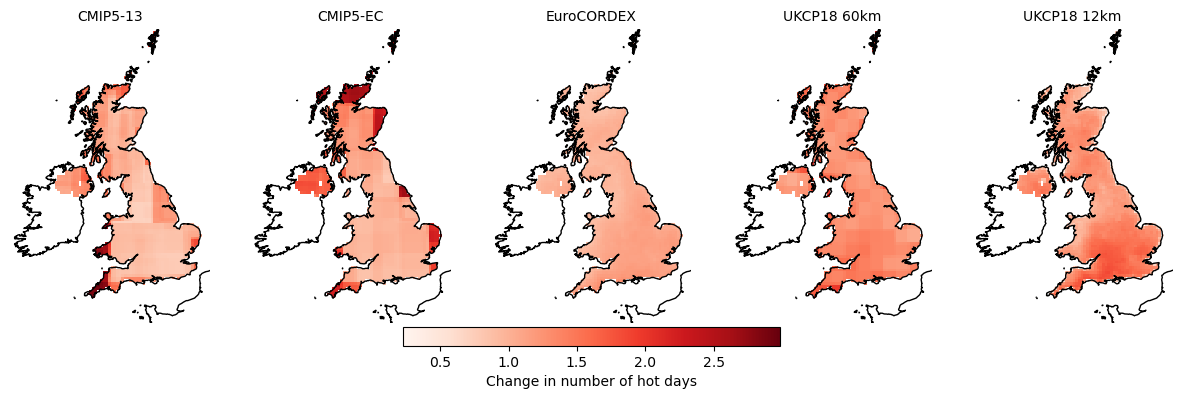 CMIP5-13
CMIP5-EC
EuroCORDEX
UKCP18 60km
UKCP18 12km
0.5
1.0
1.5
2.0
2.5
Change in number of hot days